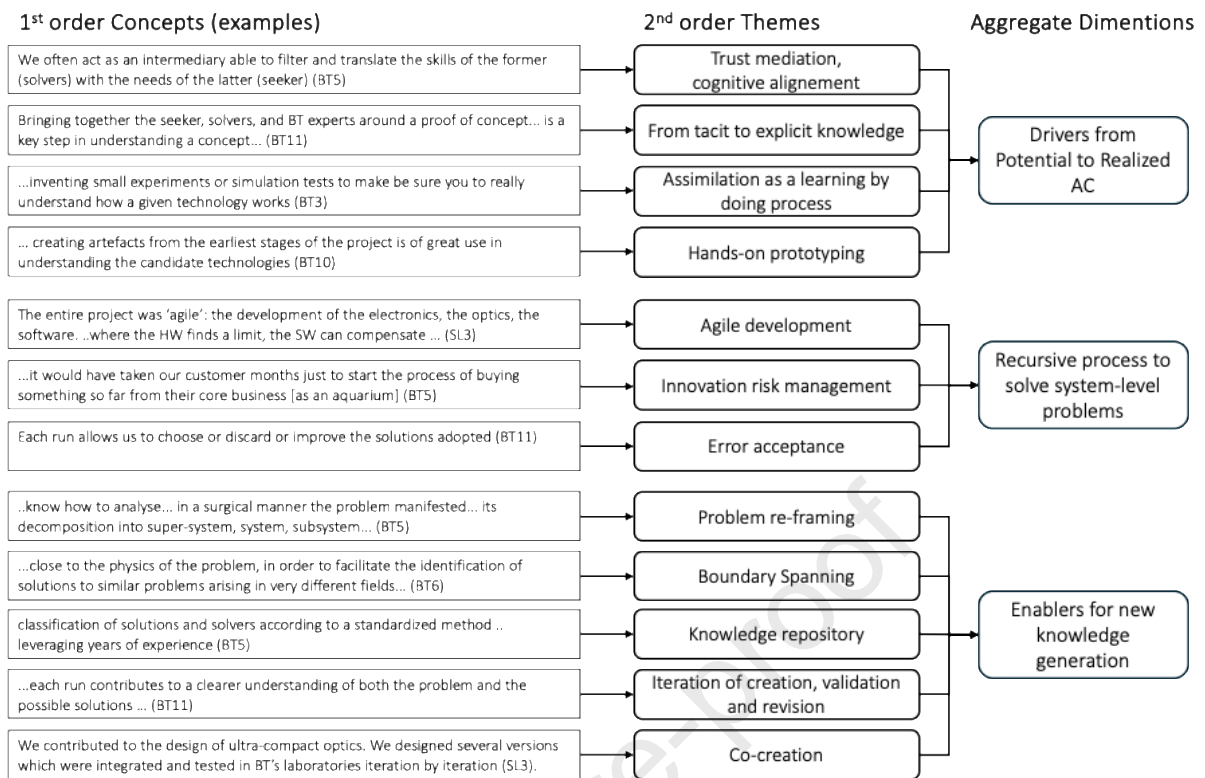 1st order Concepts (examples)
2nd order Themes
Aggregate Dimentions
We often act as an intermediary able to filter and translate the skills of the former
(solvers) with the needs of the latter (seeker) (BT5)
Trust mediation,
cognitive alignement
Bringing together the seeker, solvers, and BT experts around a proof of concept... is a
key step in understanding a concept... (BT11)
From tacit to explicit knowledge
...inventing small experiments or simulation tests to make be sure you to really
understand how a given technology works (BT3)
Assimilation as a learning by
doing process
... creating artefacts from the earliest stages of the project is of great use in
understanding the candidate technologies (BT10)
Hands-on prototyping
Drivers from
Potential to Realized
AC
The entire project was ‘agile’: the development of the electronics, the optics, the
software. ..where the HW finds a limit, the SW can compensate ... (SL3)
Agile development
...it would have taken our customer months just to start the process of buying
something so far from their core business [as an aquarium] (BT5)
Innovation risk management
Each run allows us to choose or discard or improve the solutions adopted (BT11)
Error acceptance
Recursive process to
solve system-level
problems
..know how to analyse... in a surgical manner the problem manifested... its
decomposition into super-system, system, subsystem... (BT5)
Problem re-framing
...close to the physics of the problem, in order to facilitate the identification of
solutions to similar problems arising in very different fields... (BT6)
Boundary Spanning
classification of solutions and solvers according to a standardized method ..
leveraging years of experience (BT5)
Knowledge repository
...each run contributes to a clearer understanding of both the problem and the
possible solutions ... (BT11)
Iteration of creation, validation
and revision
We contributed to the design of ultra-compact optics. We designed several versions
which were integrated and tested in BT’s laboratories iteration by iteration (SL3).
Co-creation
Enablers for new
knowledge
generation
re-proof